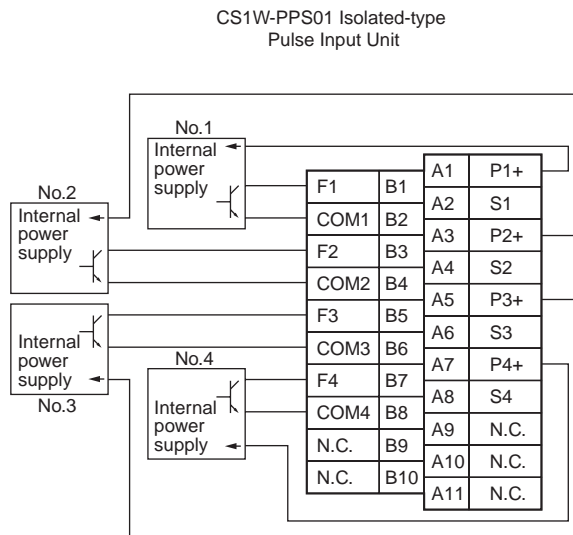 CS1W-PPS01 Isolated-type
Pulse Input Unit
No.1
Internal
power
supply
No.2
Internal
power
supply
Internal
power
supply
No.3
No.4
Internal
power
supply
F1 B1
COM1 B2
F2 B3
COM2 B4
F3 B5
COM3 B6
F4 B7
COM4 B8
N.C. B9
N.C. B10
A1 P1+
A2 S1
A3 P2+
A4 S2
A5 P3+
A6 S3
A7 P4+
A8 S4
A9 N.C.
A10 N.C.
A11 N.C.